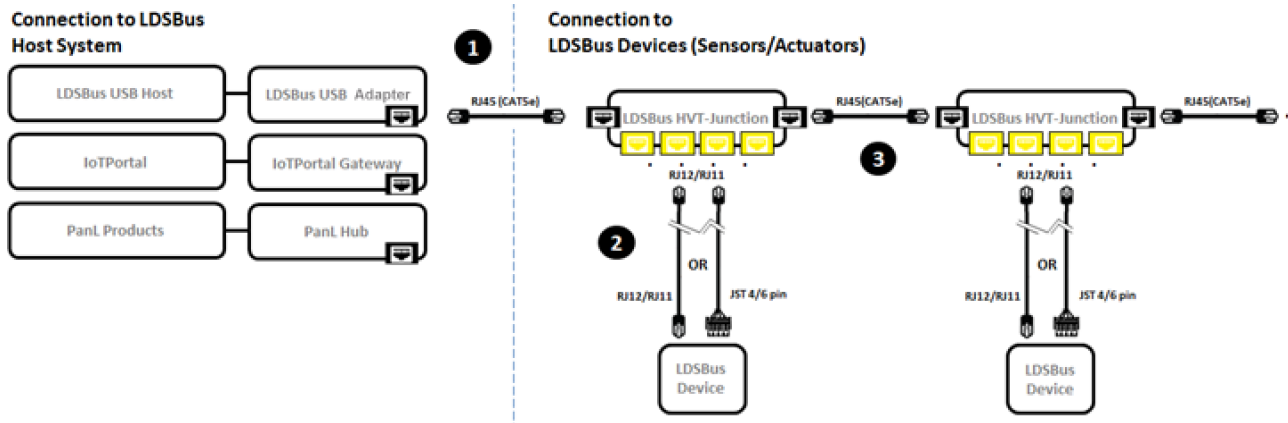 Connection to LDSBus
Host System
LDSBus USB Host
LDSBus USB Adapter
IoTPortal
IoTPortal Gateway
PanL Products
PanL Hub
1
RJ45 (CAT5e)
Connection to
LDSBus Devices (Sensors/Actuators)
LDSBus HVT-Junction
RJ45(CAT5e)
LDSBus HVT-Junction
RJ45(CAT5e)
3
RJ12/RJ11
RJ12/RJ11
2
OR
OR
RJ12/RJ11
JST 4/6 pin
RJ12/RJ11
JST 4/6 pin
LDSBus
Device
LDSBus
Device